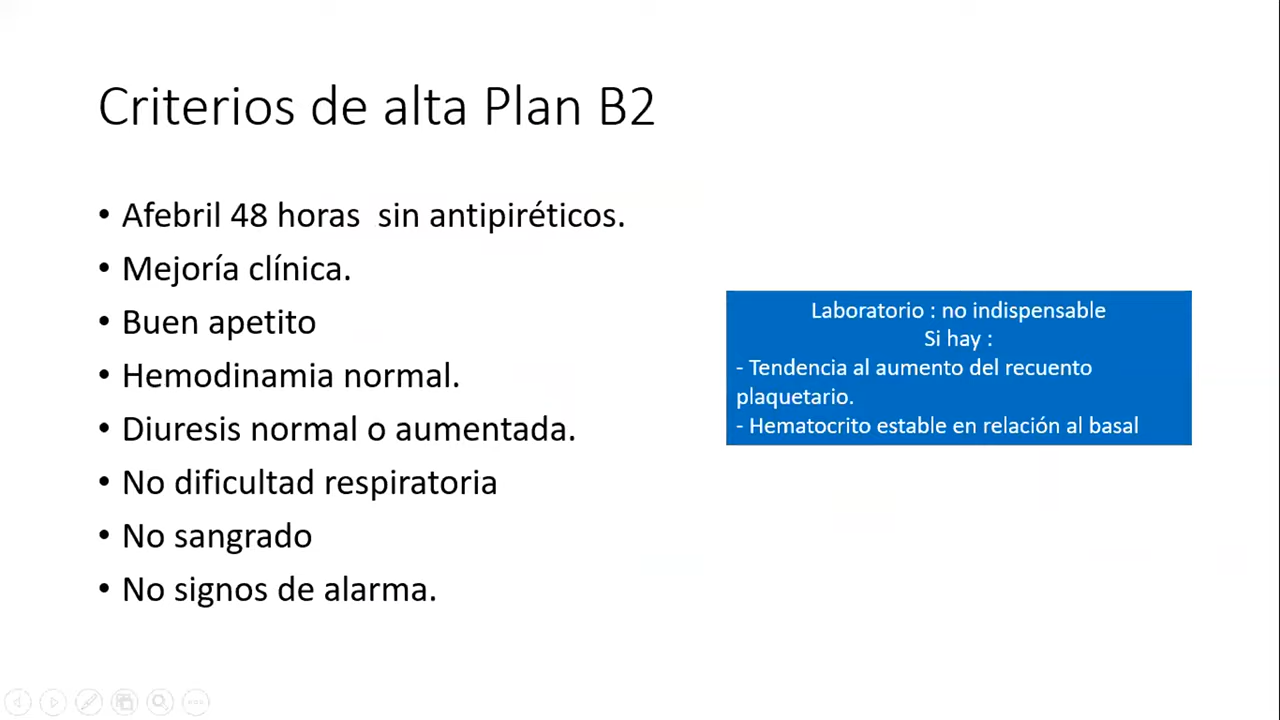 Criterios de alta Plan B2
• Afebril 48 horas  sin antipiréticos.
• Mejoría clínica.
• Buen apetito
• Hemodinamia normal.
• Diuresis normal o aumentada.
• No dificultad respiratoria
• No sangrado
• No signos de alarma.
Laboratorio : no indispensable
Si hay :
- Tendencia al aumento del recuento
plaquetario.
- Hematocrito estable en relación al basal